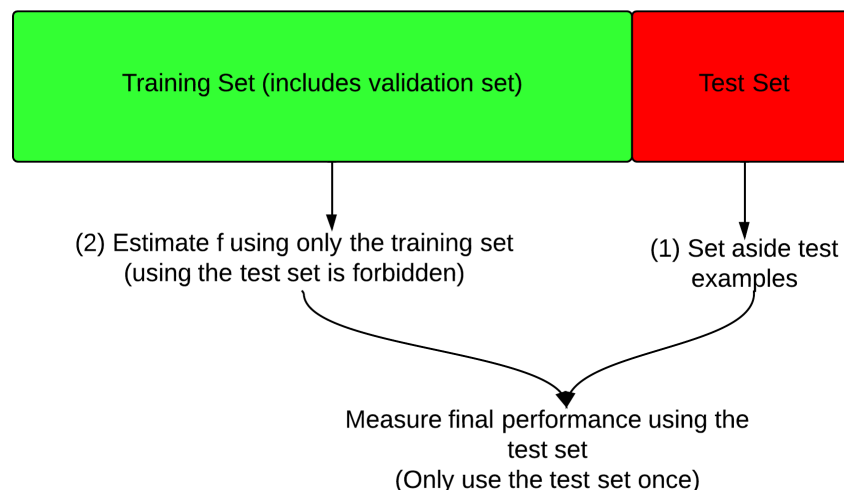 Training Set (includes validation set)
Test Set
(2) Estimate f using only the training set
(using the test set is forbidden)
(1) Set aside test
examples
Measure final performance using the
test set
(Only use the test set once)